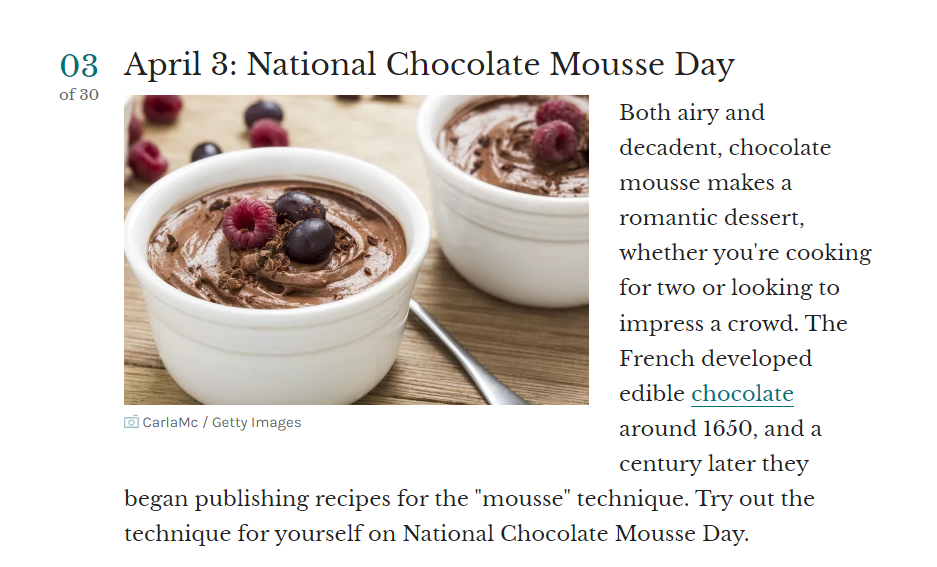 03
of 30
April 3: National Chocolate Mousse Day
Both airy and
decadent, chocolate
mousse makes a
romantic dessert,
whether you're cooking
for two or looking to
impress a crowd. The
French developed
edible chocolate
around 1650, and a
century later they
began publishing recipes for the "mousse" technique. Try out the
technique for yourself on National Chocolate Mousse Day.
CarlaMc / Getty Images